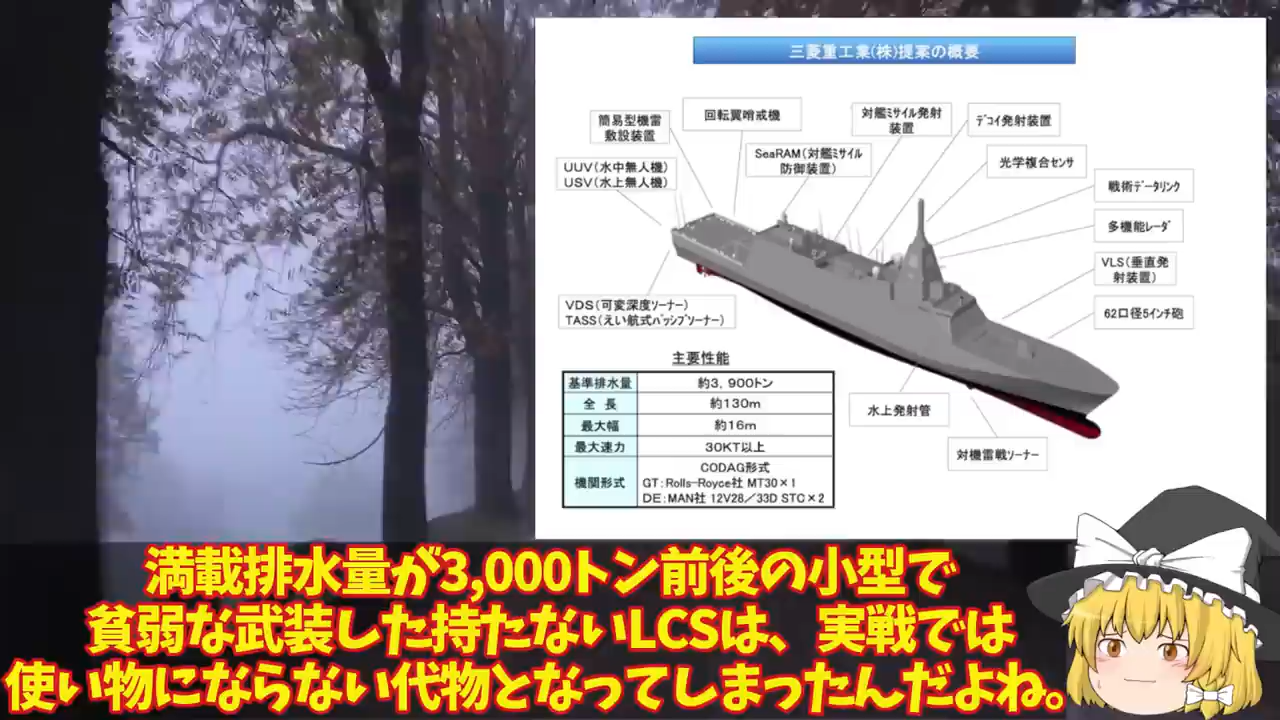 三菱重工業(株)提案の概要
簡易型機雷
敷設装置
回転翼哨戒機
対艦ミサイル発射
装置
デコイ発射装置
UUV(水中無人機)
USV(水上無人機)
SeaRAM(対艦ミサイル
防御装置)
光学複合センサ
戦術データリンク
多機能レーダ
VLS(垂直発
射装置)
62口径5インチ砲
VDS(可変深度ソーナー)
TASS(えい航式パッシブソーナー)
水上発射管
対機雷戦ソーナー
主要性能
基準排水量 約3,900トン
全 長 約130m
最大幅 約16m
最大速力 30KT以上
機関形式 CODAG形式
GT:Rolls-Royce社 MT30×1
DE:MAN社 12V28/33D STC×2
満載排水量が3,000トン前後の小型で
貧弱な武装した持たないLCSは、実戦では
使い物にならない代物となってしまったんだよね。